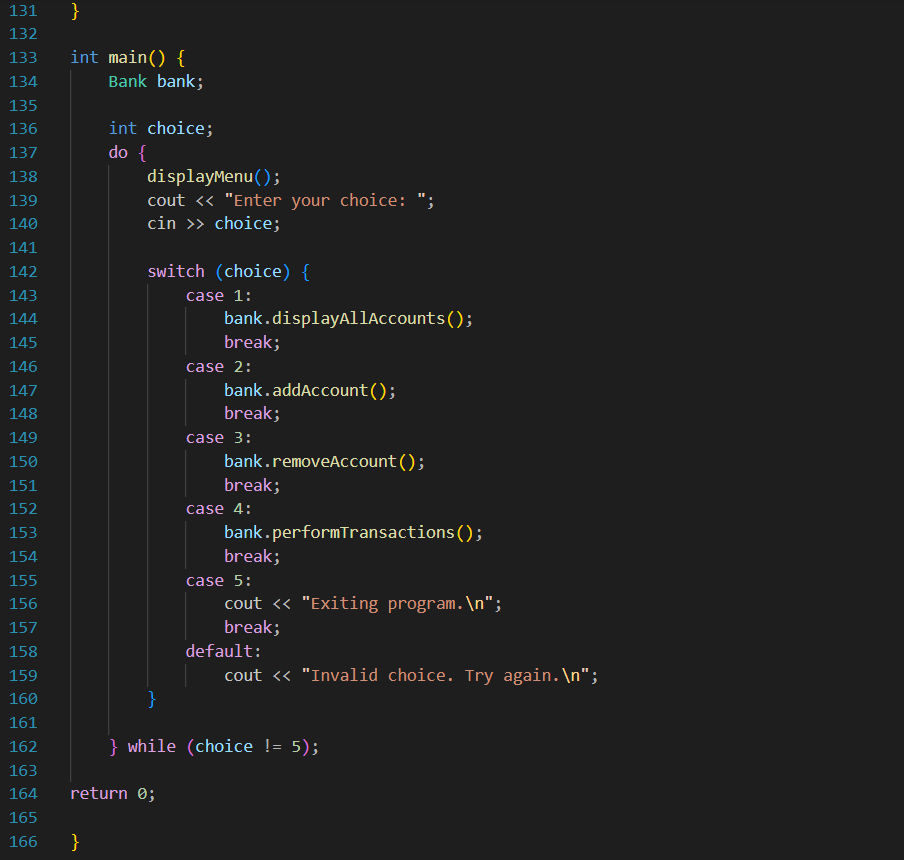 131 }
132
133 int main() {
134     Bank bank;
135
136     int choice;
137     do {
138         displayMenu();
139         cout << "Enter your choice: ";
140         cin >> choice;
141
142         switch (choice) {
143             case 1:
144                 bank.displayAllAccounts();
145                 break;
146             case 2:
147                 bank.addAccount();
148                 break;
149             case 3:
150                 bank.removeAccount();
151                 break;
152             case 4:
153                 bank.performTransactions();
154                 break;
155             case 5:
156                 cout << "Exiting program.\n";
157                 break;
158             default:
159                 cout << "Invalid choice. Try again.\n";
160         }
161
162     } while (choice != 5);
163
164 return 0;
165
166 }